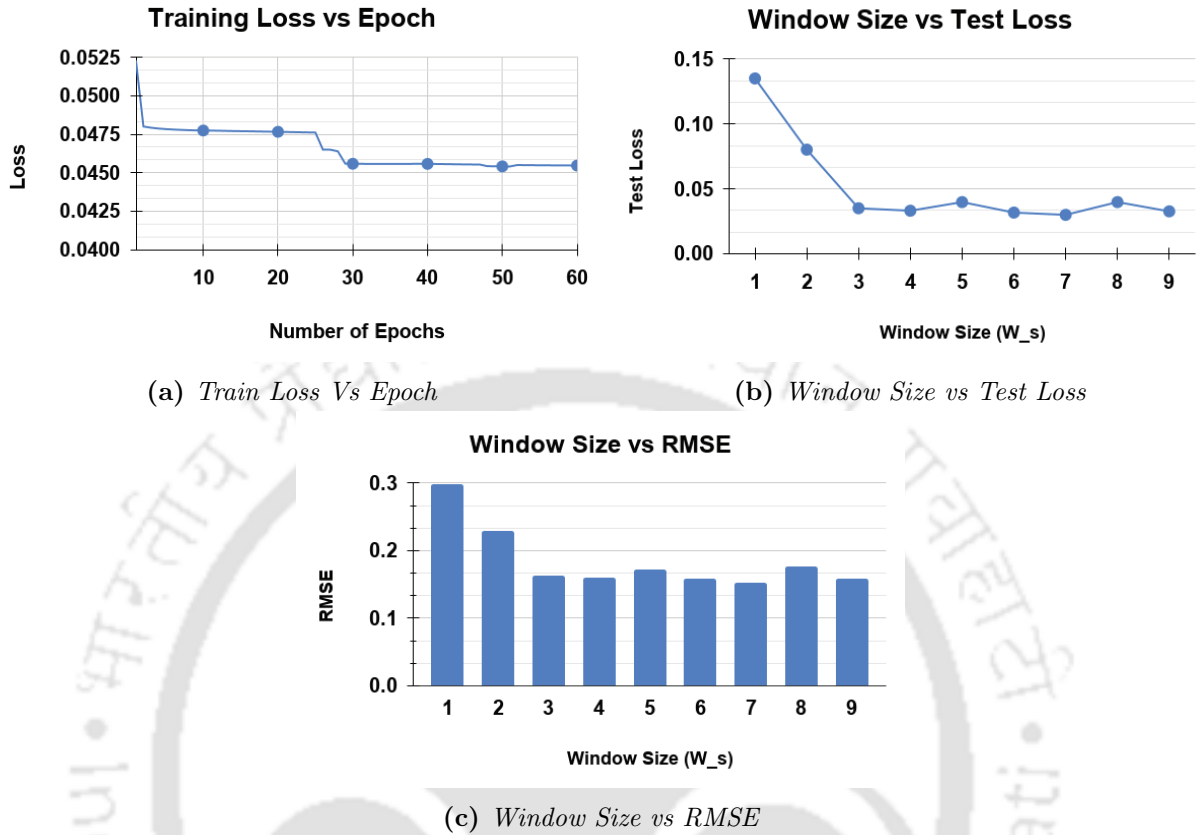 Training Loss vs Epoch
Loss
0.0525
0.0500
0.0475
0.0450
0.0425
0.0400
10 20 30 40 50 60
Number of Epochs
(a) Train Loss Vs Epoch
Window Size vs Test Loss
Test Loss
0.15
0.10
0.05
0.00
1 2 3 4 5 6 7 8 9
Window Size (W_s)
(b) Window Size vs Test Loss
Window Size vs RMSE
RMSE
0.3
0.2
0.1
0.0
1 2 3 4 5 6 7 8 9
Window Size (W_s)
(c) Window Size vs RMSE